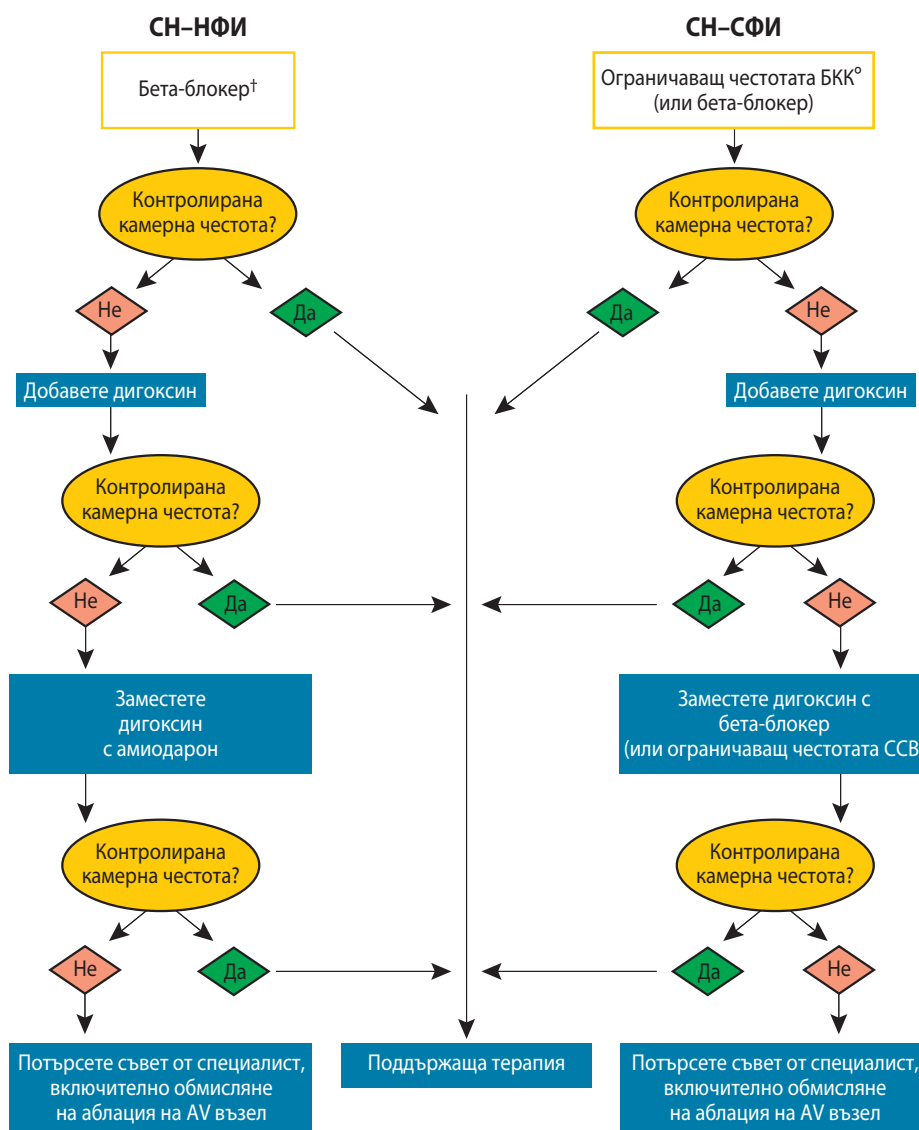 СН–НФИ
СН–СФИ
Бета-блокер†
Ограничаващ честотата БКК°
(или бета-блокер)
Контролирана
камерна честота?
Контролирана
камерна честота?
Не
Да
Да
Не
Добавете дигоксин
Добавете дигоксин
Контролирана
камерна честота?
Контролирана
камерна честота?
Не
Да
Да
Не
Заместете
дигоксин
с амиодарон
Заместете дигоксин с
бета-блокер
(или ограничаващ честотата ССВ
Контролирана
камерна честота?
Контролирана
камерна честота?
Не
Да
Да
Не
Потърсете съвет от специалист,
включително обмисляне
на аблация на AV възел
Поддържаща терапия
Потърсете съвет от специалист,
включително обмисляне
на аблация на AV възел